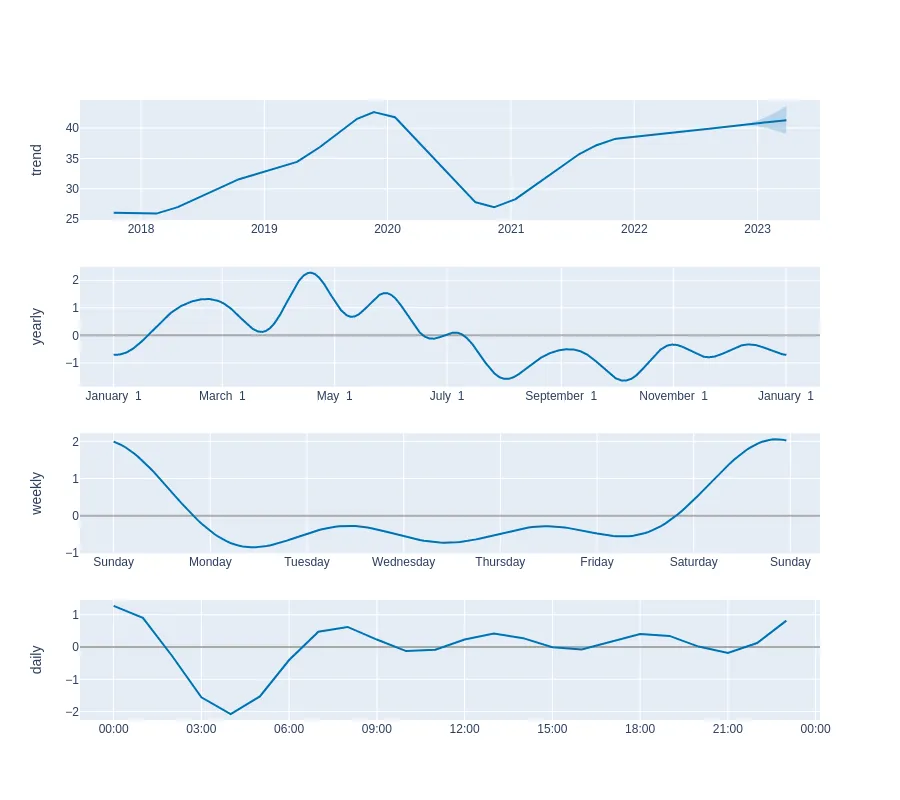 trend
40
35
30
25
2018 2019 2020 2021 2022 2023
yearly
2
1
0
−1
January 1 March 1 May 1 July 1 September 1 November 1 January 1
weekly
2
1
0
−1
Sunday Monday Tuesday Wednesday Thursday Friday Saturday Sunday
daily
1
0
−1
−2
00:00 03:00 06:00 09:00 12:00 15:00 18:00 21:00 00:00